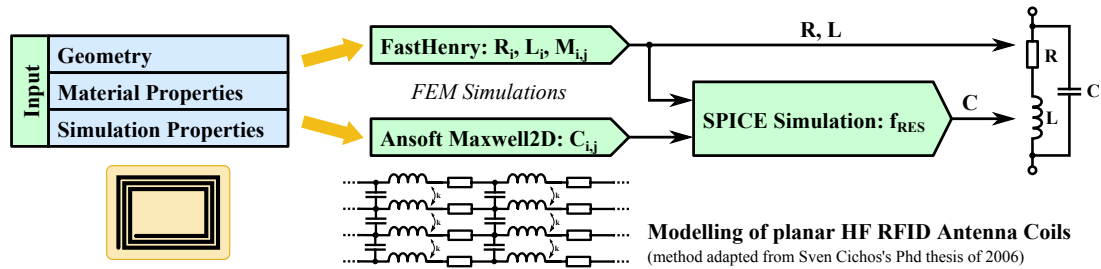 Input
Geometry
Material Properties
Simulation Properties
FastHenry: Ri, Li, Mi,j
FEM Simulations
Ansoft Maxwell2D: Ci,j
R, L
SPICE Simulation: fRES
C
R
L
C
k k
k k
k k
Modelling of planar HF RFID Antenna Coils
(method adapted from Sven Cichos's Phd thesis of 2006)